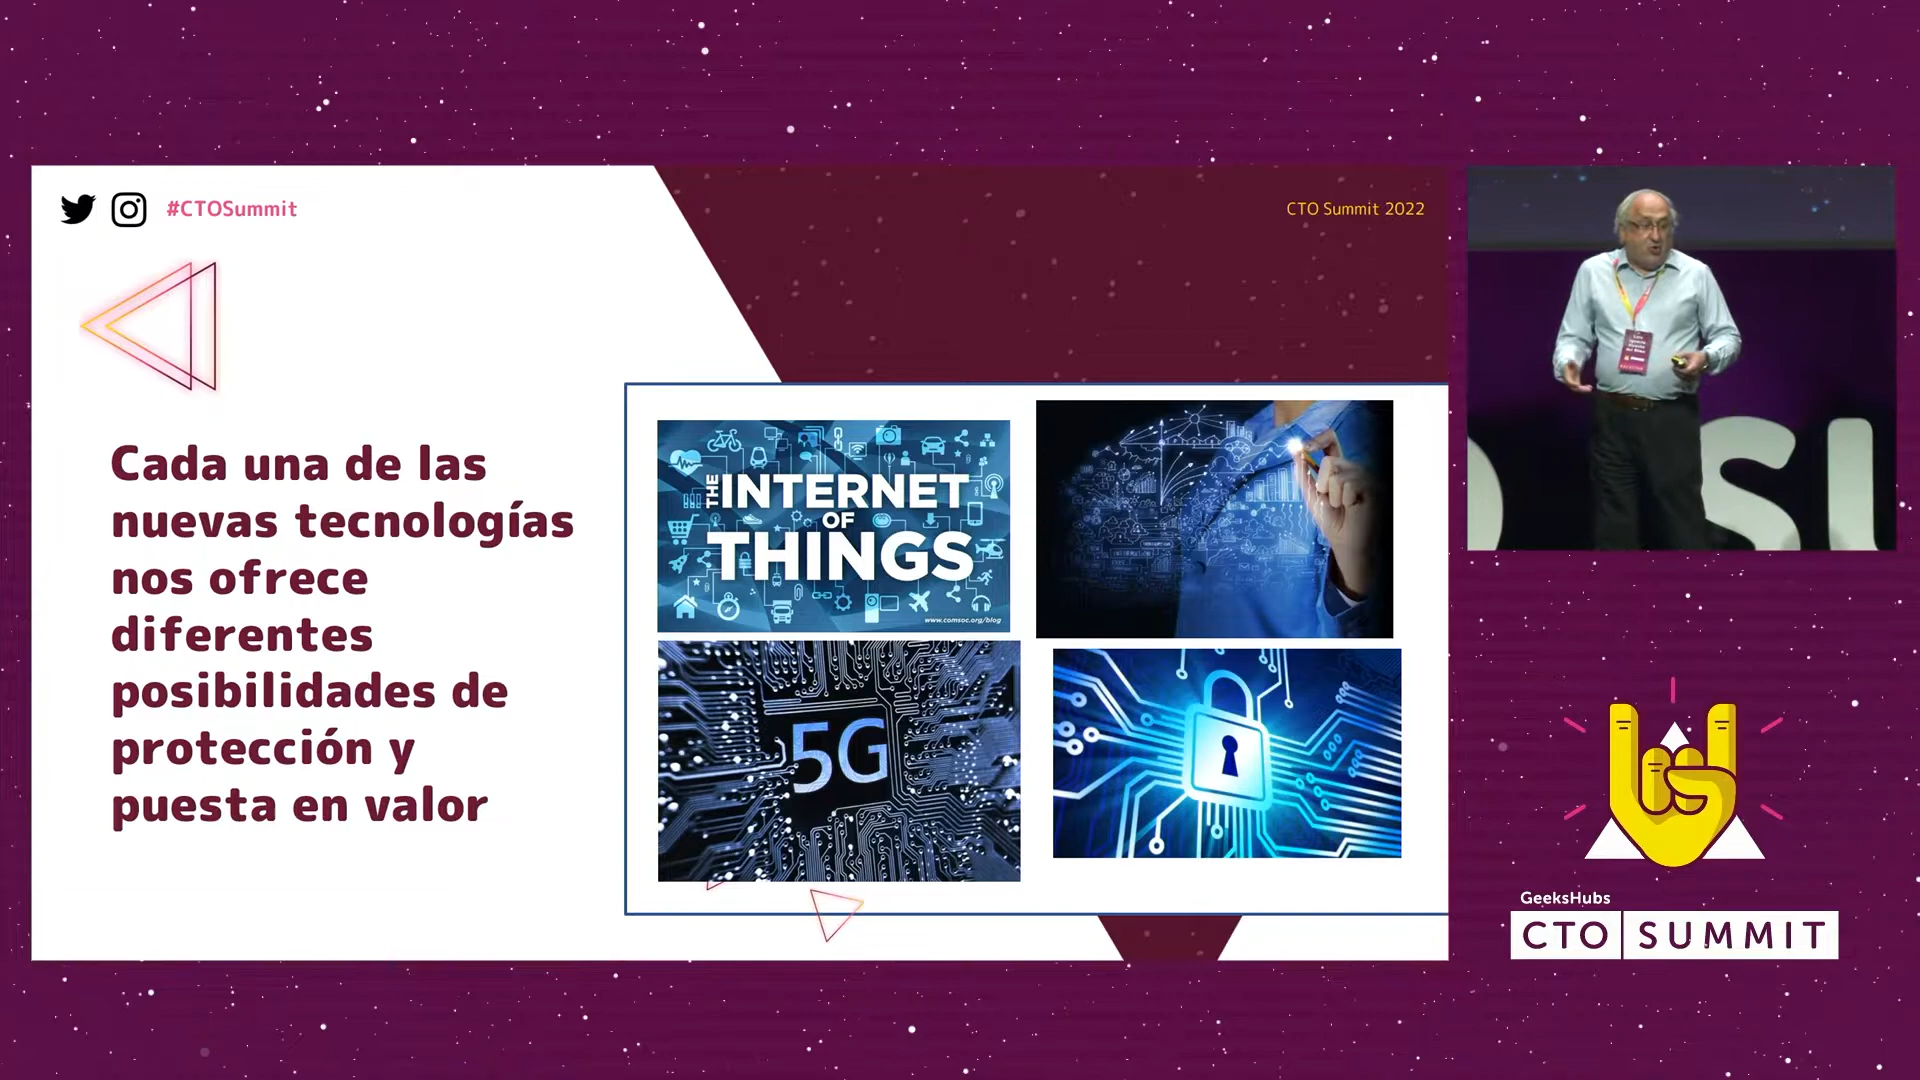 #CTOSummit
CTO Summit 2022
Cada una de las
nuevas tecnologías
nos ofrece
diferentes
posibilidades de
protección y
puesta en valor
THE
INTERNET
OF
THINGS
www.comsoc.org/blog
5G
GeeksHubs
CTO SUMMIT